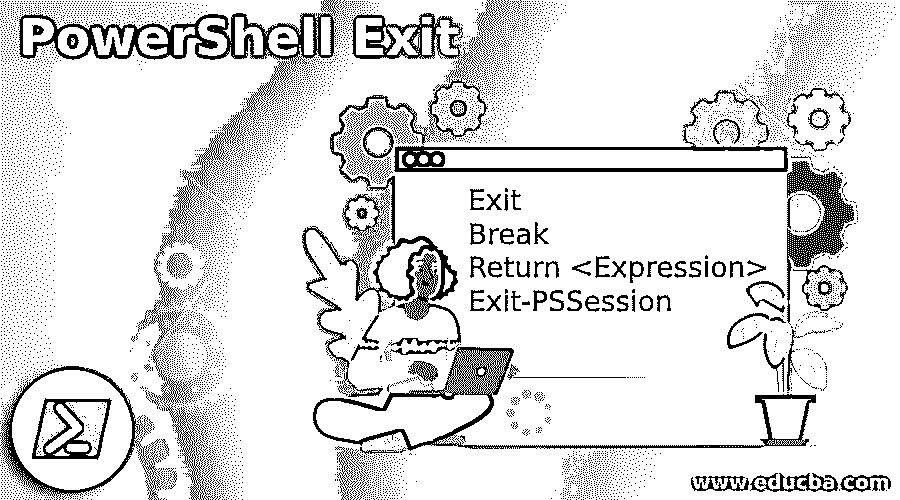 PowerShell Exit
Exit
Break
Return <Expression>
Exit-PSSession
www.educba.com